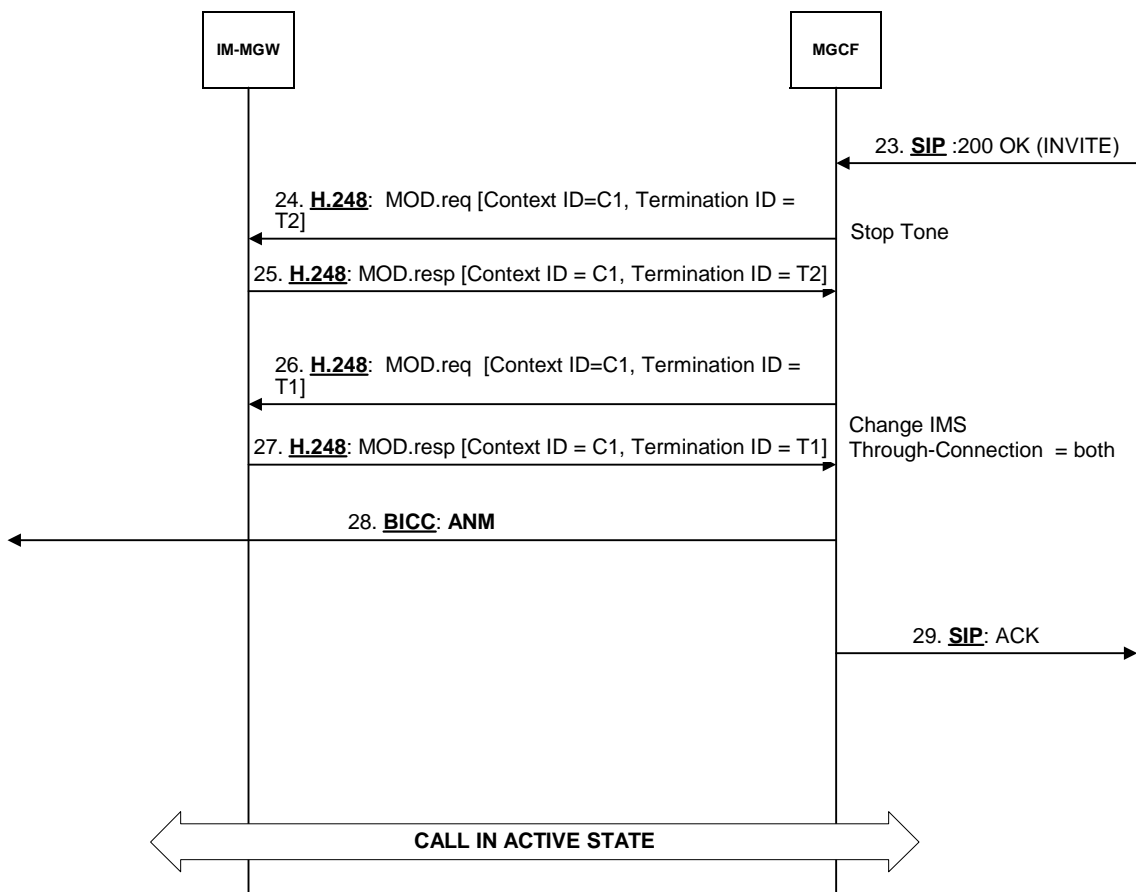 IM-MGW
MGCF
23. SIP :200 OK (INVITE)
24. H.248: MOD.req [Context ID=C1, Termination ID =
T2]
Stop Tone
25. H.248: MOD.resp [Context ID = C1, Termination ID = T2]
26. H.248: MOD.req [Context ID=C1, Termination ID =
T1]
Change IMS
Through-Connection = both
27. H.248: MOD.resp [Context ID = C1, Termination ID = T1]
28. BICC: ANM
29. SIP: ACK
CALL IN ACTIVE STATE